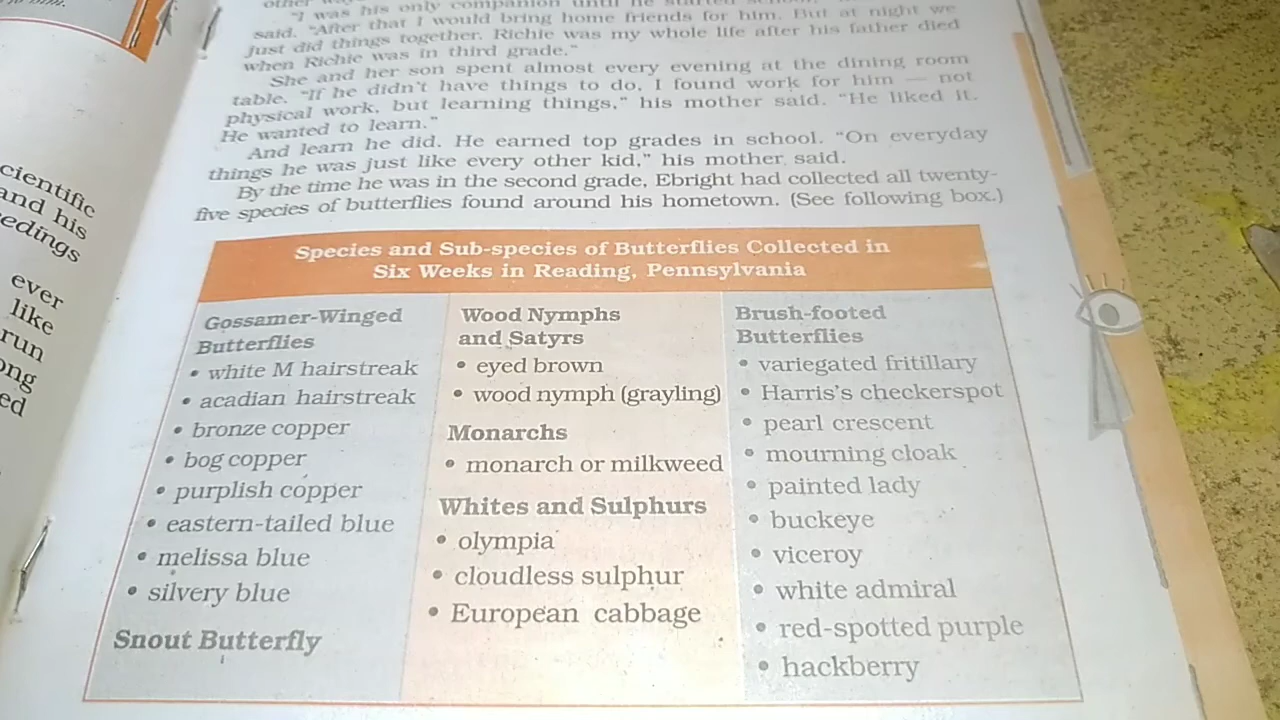 cientific
and his
edings
ever
like
run
ong
ed
"I was his only companion until he started
said. "After that I would bring home friends for him. But at night we
just did things together. Richie was my whole life after his father died
when Richie was in third grade."
She and her son spent almost every evening at the dining room
table. "If he didn't have things to do, I found work for him — not
physical work, but learning things," his mother said. "He liked it.
He wanted to learn."
And learn he did. He earned top grades in school. "On everyday
things he was just like every other kid," his mother said.
By the time he was in the second grade, Ebright had collected all twenty-
five species of butterflies found around his hometown. (See following box.)
Species and Sub-species of Butterflies Collected in
Six Weeks in Reading, Pennsylvania
Gossamer-Winged
Butterflies
• white M hairstreak
• acadian hairstreak
• bronze copper
• bog copper
• purplish copper
• eastern-tailed blue
• melissa blue
• silvery blue
Snout Butterfly
Wood Nymphs
and Satyrs
• eyed brown
• wood nymph (grayling)
Monarchs
• monarch or milkweed
Whites and Sulphurs
• olympia
• cloudless sulphur
• European cabbage
Brush-footed
Butterflies
• variegated fritillary
• Harris's checkerspot
• pearl crescent
• mourning cloak
• painted lady
• buckeye
• viceroy
• white admiral
• red-spotted purple
• hackberry